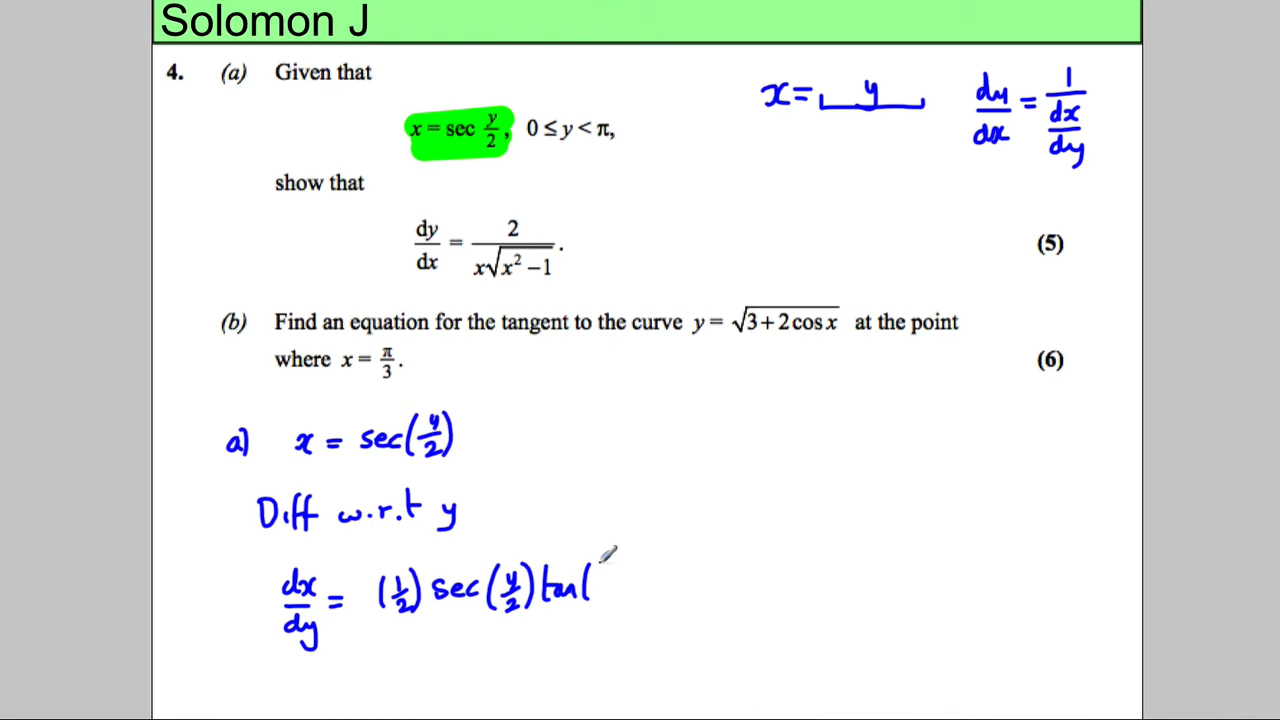 Solomon J
4. (a) Given that
x = sec y/2, 0 ≤ y < π,
x = y
dy/dx = 1/(dx/dy)
show that
dy/dx = 2/(x√(x² −1)). (5)
(b) Find an equation for the tangent to the curve y = √(3+2cos x) at the point
where x = π/3. (6)
a) x = sec(y/2)
Diff w.r.t y
dx/dy = (1/2) sec(y/2) tan(